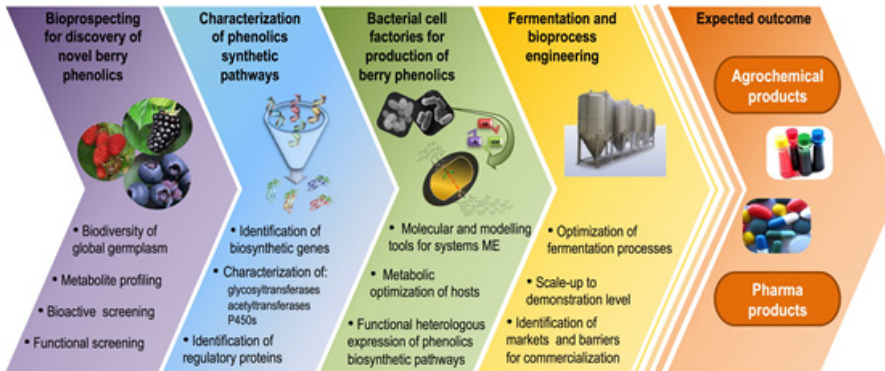 Bioprospecting
for discovery of
novel berry
phenolics
• Biodiversity of
global germplasm
• Metabolite profiling
• Bioactive screening
• Functional screening
Characterization
of phenolics
synthetic
pathways
• Identification of
biosynthetic genes
• Characterization of:
glycosyltransferases
acetyltransferases
P450s
• Identification of
regulatory proteins
Bacterial cell
factories for
production of
berry phenolics
• Molecular and modelling
tools for systems ME
• Metabolic
optimization of hosts
• Functional heterologous
expression of phenolics
biosynthetic pathways
Fermentation and
bioprocess
engineering
• Optimization of
fermentation processes
• Scale-up to
demonstration level
• Identification of
markets and barriers
for commercialization
Expected outcome
Agrochemical
products
Pharma
products